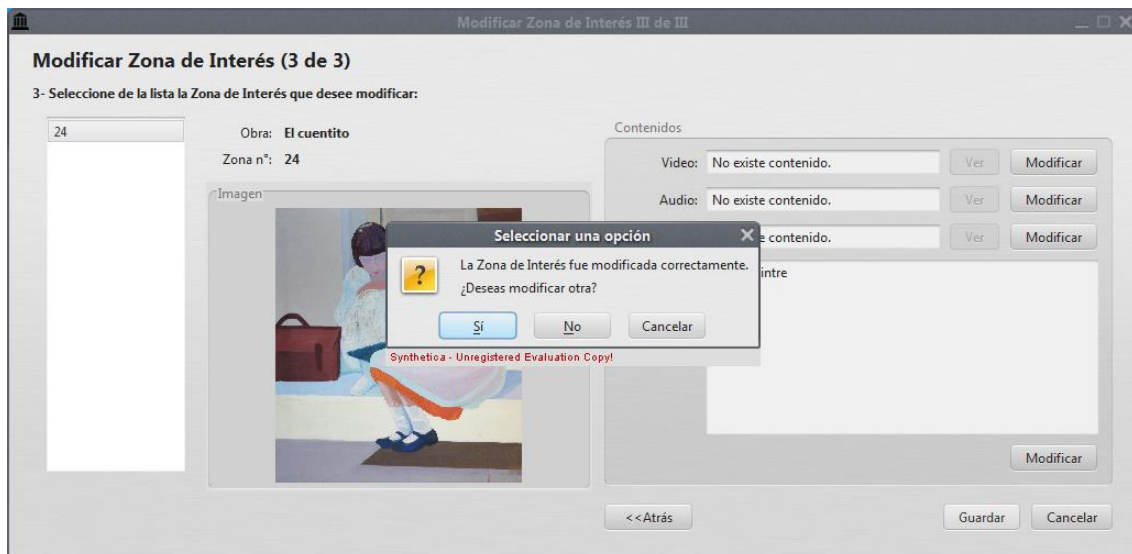 Modificar Zona de Interés III de III
Modificar Zona de Interés (3 de 3)
3- Seleccione de la lista la Zona de Interés que desee modificar:
24
Obra: El cuentito
Zona n°: 24
Imagen
Contenidos
Video: No existe contenido. Ver Modificar
Audio: No existe contenido. Ver Modificar
e contenido. Ver Modificar
intre
Modificar
Seleccionar una opción
La Zona de Interés fue modificada correctamente.
¿Deseas modificar otra?
Sí No Cancelar
Synthetica - Unregistered Evaluation Copy!
<<Atrás Guardar Cancelar